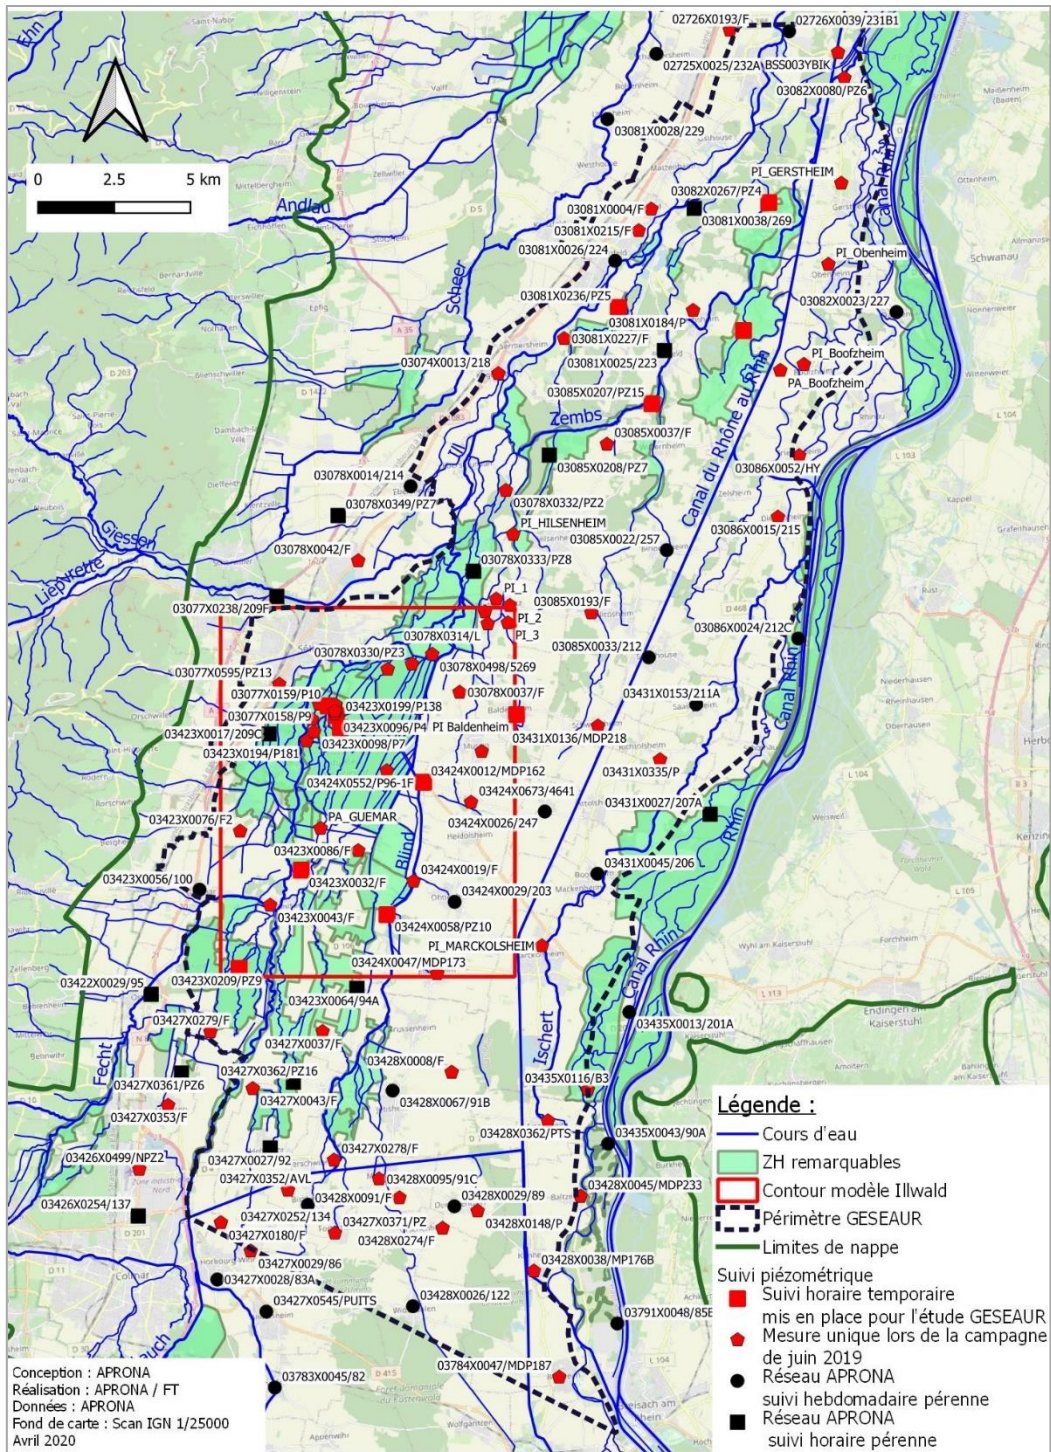 02726X0193/F
02726X0039/231B1
02725X0025/232A
BSS003YBIK
03082X0080/PZ6
N
Ehn
0 2.5 5 km
Andlau
Scheer
03081X0028/229
Canal Rhin
PI_GERSTHEIM
03082X0267/PZ4
03081X0004/F
03081X0038/269
03081X0215/F
03081X0026/224
PI_Obenheim
03081X0236/PZ5
03082X0023/227
03081X0184/P
03081X0227/F
03081X0025/223
PI_Boofzheim
PA_Boofzheim
03074X0013/218
03085X0207/PZ15
Zembs
Ill
Canal du Rhône au Rhin
03085X0037/F
03085X0208/PZ7
03086X0052/HY
03078X0014/214
03078X0349/PZ7
03078X0332/PZ2
PI_HILSENHEIM
03086X0015/215
03085X0022/257
Giessen
Liepvrette
03078X0042/F
03078X0333/PZ8
PI_1
PI_2
PI_3
03085X0193/F
03077X0238/209F
03086X0024/212C
03078X0314/L
03085X0033/212
03078X0330/PZ3
03077X0595/PZ13
03078X0498/5269
Canal Rhin
03077X0159/P10
03078X0037/F
03431X0153/211A
03423X0199/P138
03077X0158/P9
03423X0096/P4
PI Baldenheim
03423X0017/209C
03423X0098/P7
03431X0136/MDP218
03423X0194/P181
03424X0012/MDP162
03431X0335/P
03424X0552/P96-1F
03424X0673/4641
03431X0027/207A
03424X0026/247
PA_GUEMAR
03423X0076/F2
Rhin
03423X0086/F
Blind
03431X0045/206
03424X0019/F
03423X0056/100
03423X0032/F
03424X0029/203
03423X0043/F
03424X0058/PZ10
PI_MARCKOLSHEIM
Canal Rhin
03424X0047/MDP173
03423X0209/PZ9
03422X0029/95
03423X0064/94A
03435X0013/201A
03427X0279/F
03427X0037/F
Ischert
Fecht
03428X0008/F
03427X0362/PZ16
03435X0116/B3
03427X0361/PZ6
03427X0043/F
03428X0067/91B
03427X0353/F
03428X0362/PTS
03435X0043/90A
03427X0278/F
03427X0027/92
03426X0499/NPZ2
03427X0352/AVL
03428X0095/91C
03428X0045/MDP233
03428X0091/F
03428X0029/89
03426X0254/137
03427X0252/134
03427X0371/PZ
03428X0148/P
03427X0180/F
03428X0274/F
03427X0029/86
03428X0038/MP176B
03427X0028/83A
03428X0026/122
03427X0545/PUITS
03791X0048/85E
03784X0047/MDP187
03783X0045/82
Légende :
Cours d'eau
ZH remarquables
Contour modèle Illwald
Périmètre GESEAUR
Limites de nappe
Suivi piézométrique
Suivi horaire temporaire
mis en place pour l'étude GESEAUR
Mesure unique lors de la campagne
de juin 2019
Réseau APRONA
suivi hebdomadaire pérenne
Réseau APRONA
suivi horaire pérenne
Conception : APRONA
Réalisation : APRONA / FT
Données : APRONA
Fond de carte : Scan IGN 1/25000
Avril 2020